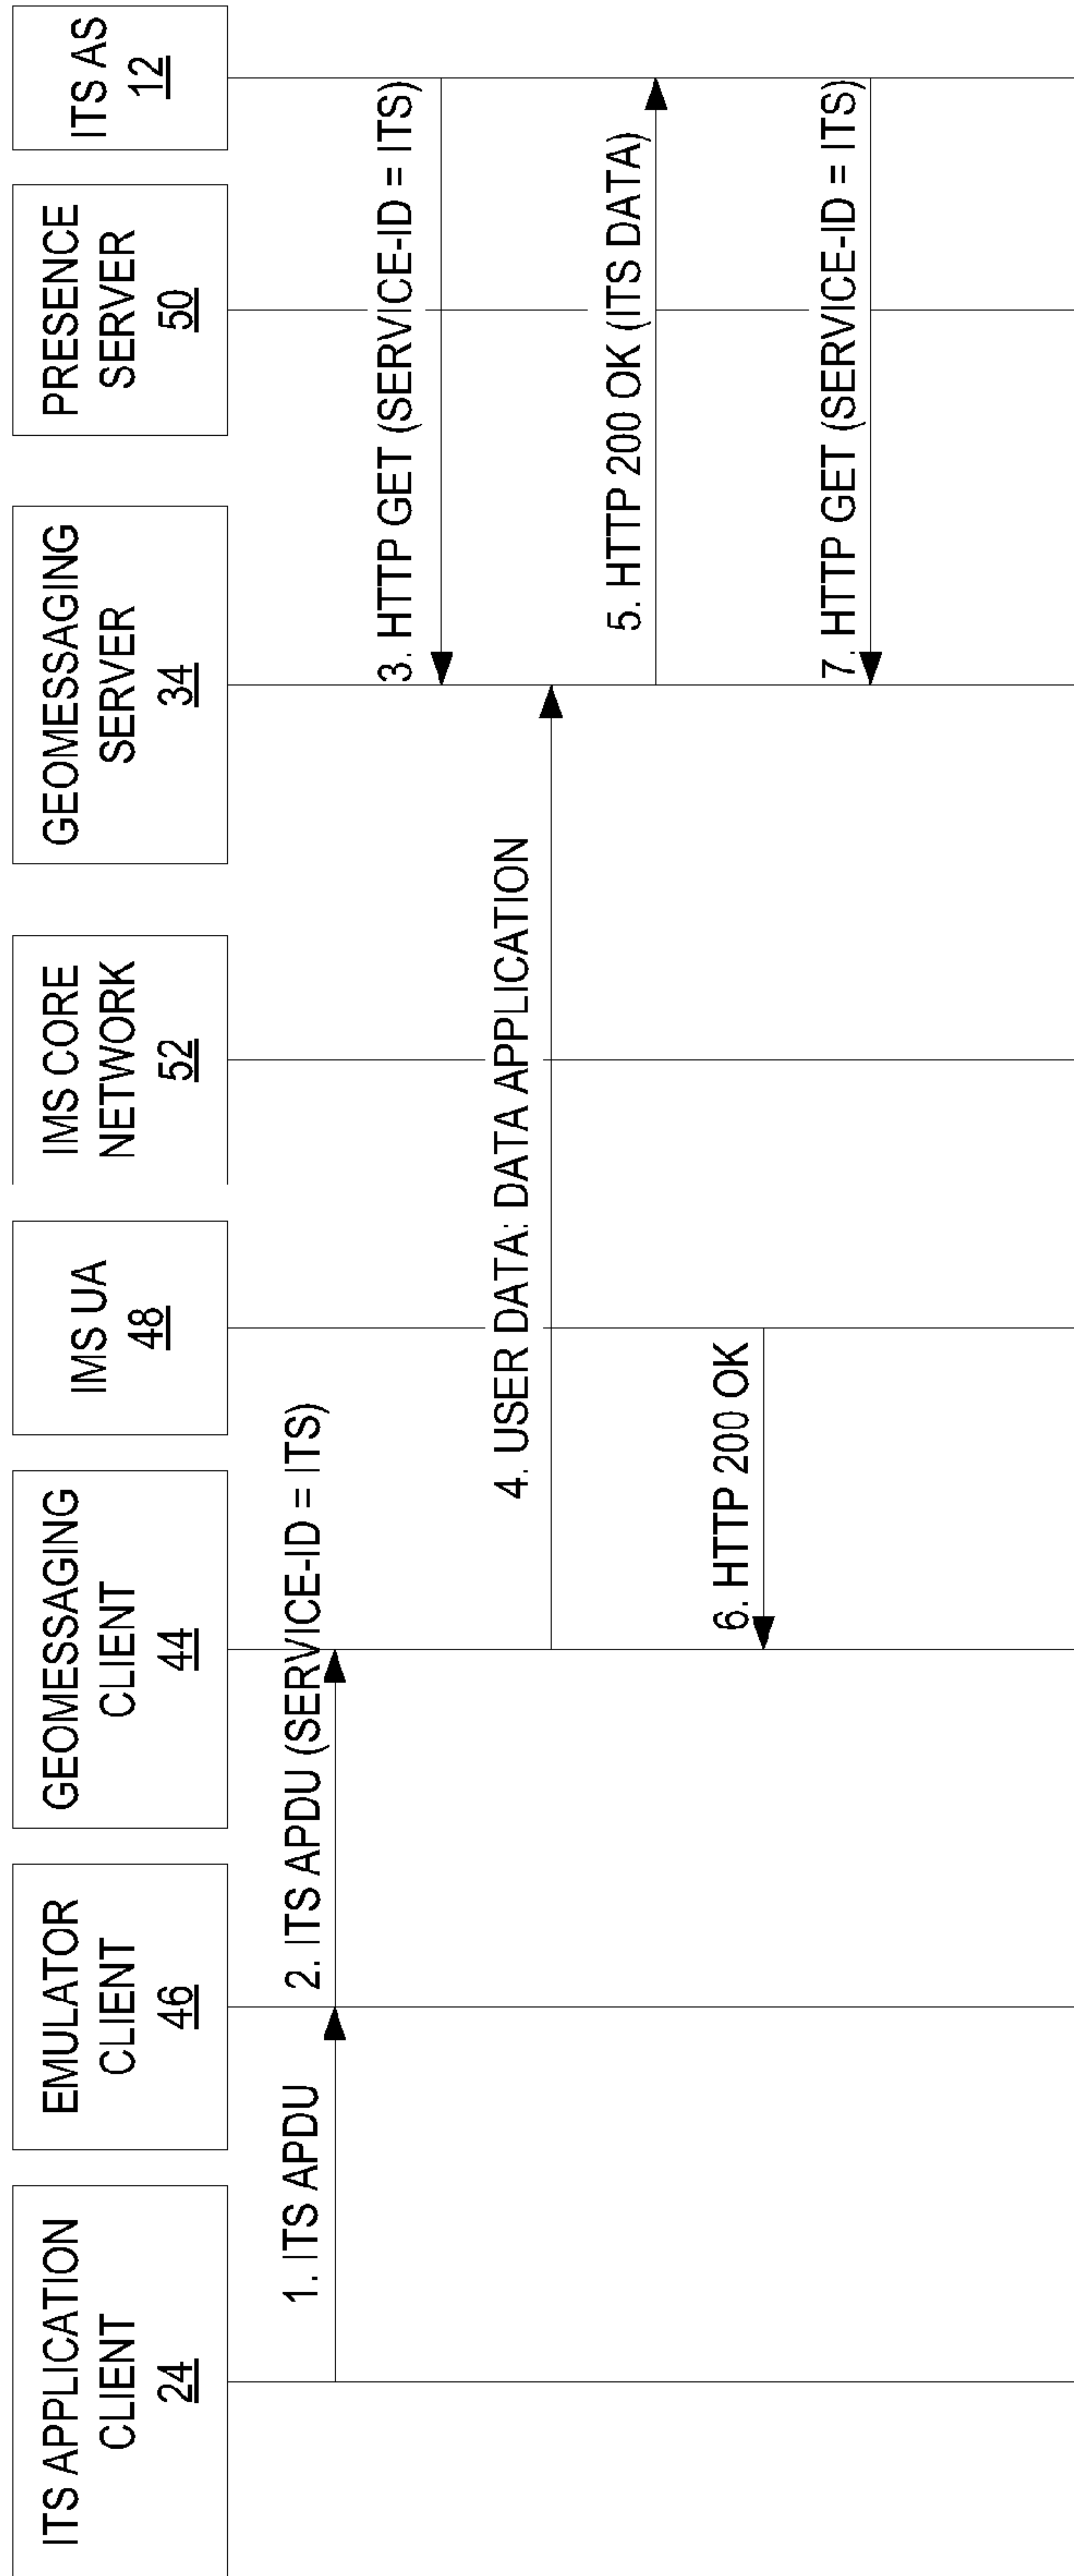 ITS APPLICATION
CLIENT
24
EMULATOR
CLIENT
46
GEOMESSAGING
CLIENT
44
IMS UA
48
IMS CORE
NETWORK
52
GEOMESSAGING
SERVER
34
PRESENCE
SERVER
50
ITS AS
12
1. ITS APDU
2. ITS APDU (SERVICE-ID = ITS)
3. HTTP GET (SERVICE-ID = ITS)
4. USER DATA: DATA APPLICATION
5. HTTP 200 OK (ITS DATA)
6. HTTP 200 OK
7. HTTP GET (SERVICE-ID = ITS)